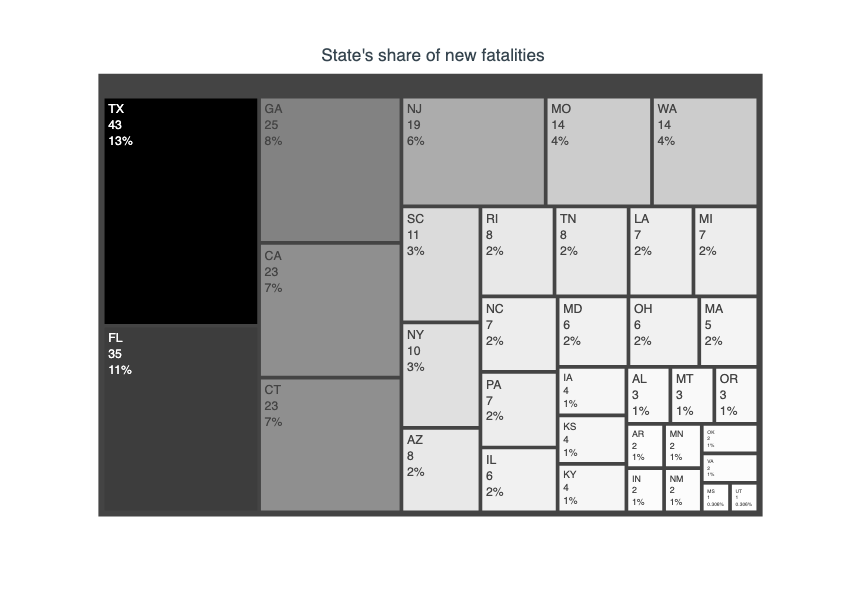 State's share of new fatalities
TX
43
13%
FL
35
11%
GA
25
8%
CA
23
7%
CT
23
7%
NJ
19
6%
MO
14
4%
WA
14
4%
SC
11
3%
NY
10
3%
AZ
8
2%
RI
8
2%
TN
8
2%
LA
7
2%
MI
7
2%
NC
7
2%
PA
7
2%
IL
6
2%
MD
6
2%
OH
6
2%
MA
5
2%
IA
4
1%
KS
4
1%
KY
4
1%
AL
3
1%
MT
3
1%
OR
3
1%
AR
2
1%
MN
2
1%
IN
2
1%
NM
2
1%
OK
2
1%
VA
2
1%
MS
1
0.308%
UT
1
0.308%